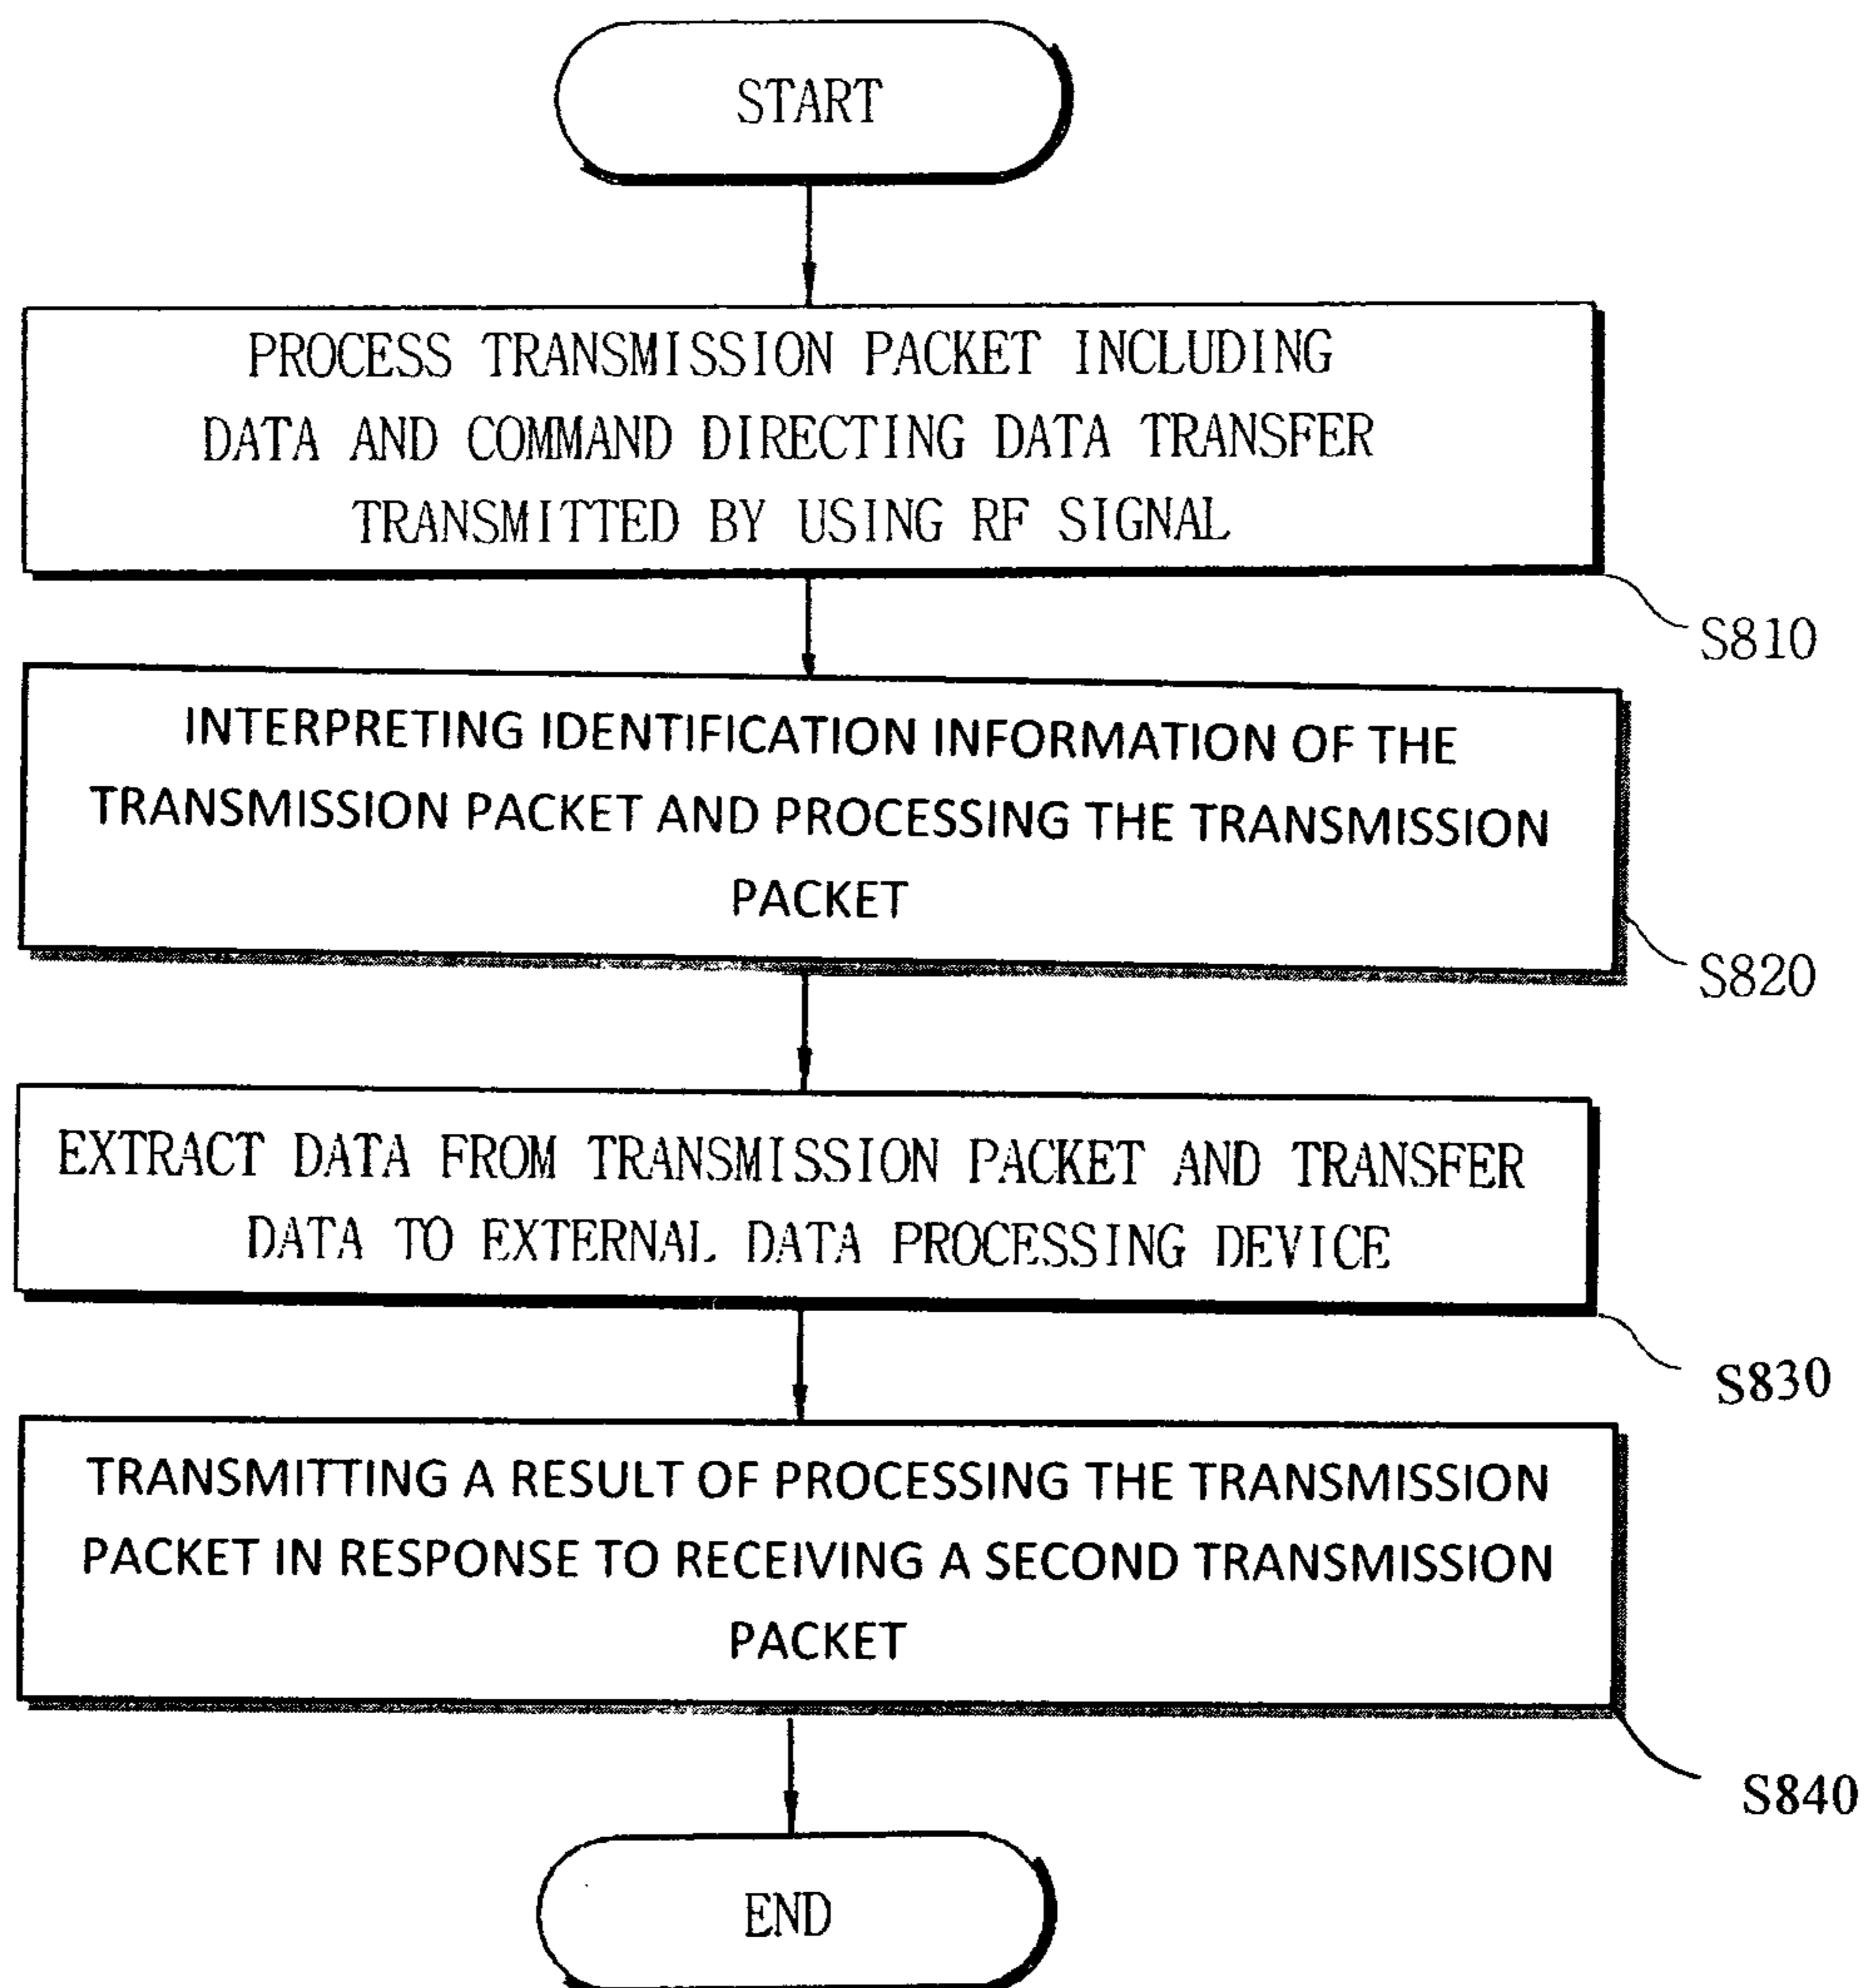 START
PROCESS TRANSMISSION PACKET INCLUDING
DATA AND COMMAND DIRECTING DATA TRANSFER
TRANSMITTED BY USING RF SIGNAL
S810
INTERPRETING IDENTIFICATION INFORMATION OF THE
TRANSMISSION PACKET AND PROCESSING THE TRANSMISSION
PACKET
S820
EXTRACT DATA FROM TRANSMISSION PACKET AND TRANSFER
DATA TO EXTERNAL DATA PROCESSING DEVICE
S830
TRANSMITTING A RESULT OF PROCESSING THE TRANSMISSION
PACKET IN RESPONSE TO RECEIVING A SECOND TRANSMISSION
PACKET
S840
END